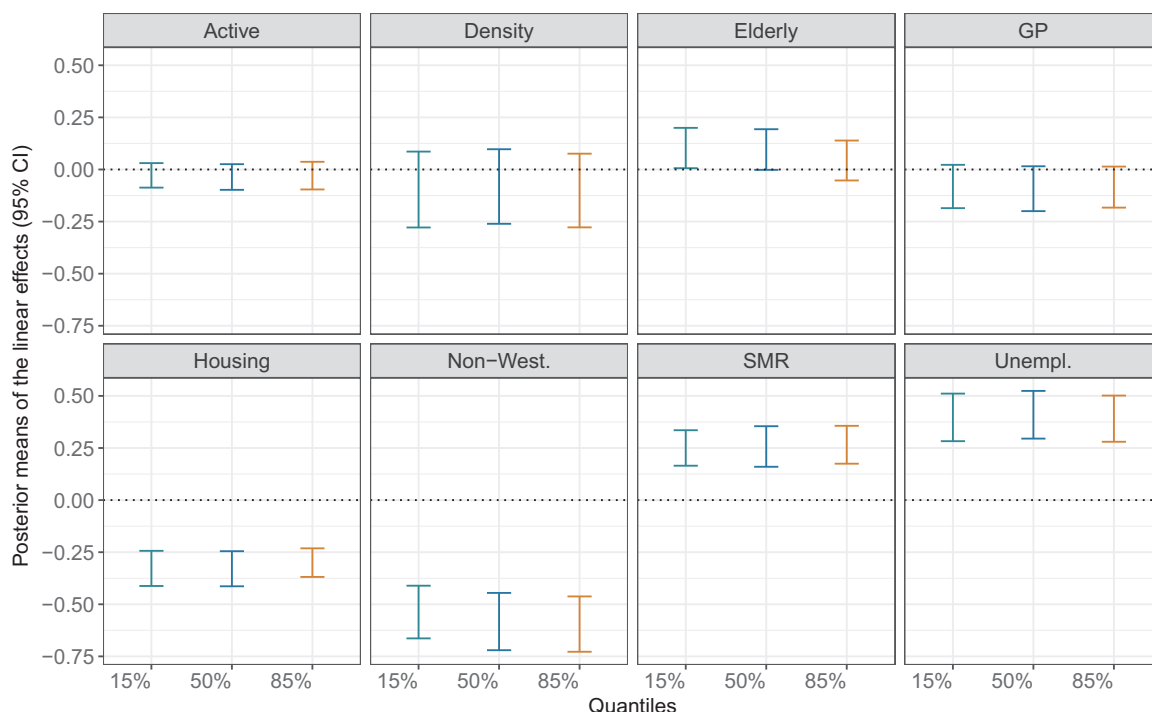 Active Density Elderly GP
0.50
0.25
0.00
−0.25
−0.50
−0.75
Housing Non−West. SMR Unempl.
0.50
0.25
0.00
−0.25
−0.50
−0.75
15% 50% 85% 15% 50% 85% 15% 50% 85% 15% 50% 85%
Quantiles
Posterior means of the linear effects (95% CI)